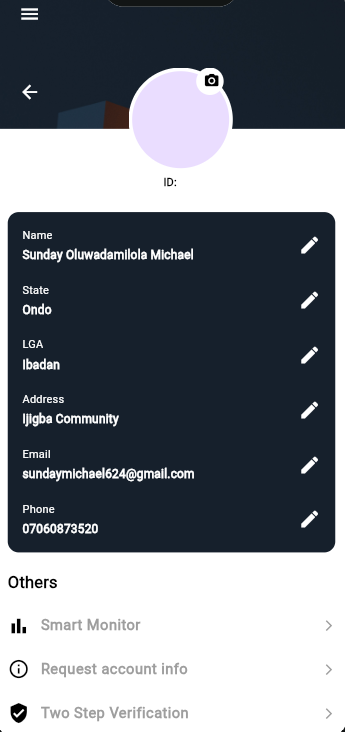 ID:
Name
Sunday Oluwadamilola Michael
State
Ondo
LGA
Ibadan
Address
Ijigba Community
Email
sundaymichael624@gmail.com
Phone
07060873520
Others
Smart Monitor
Request account info
Two Step Verification